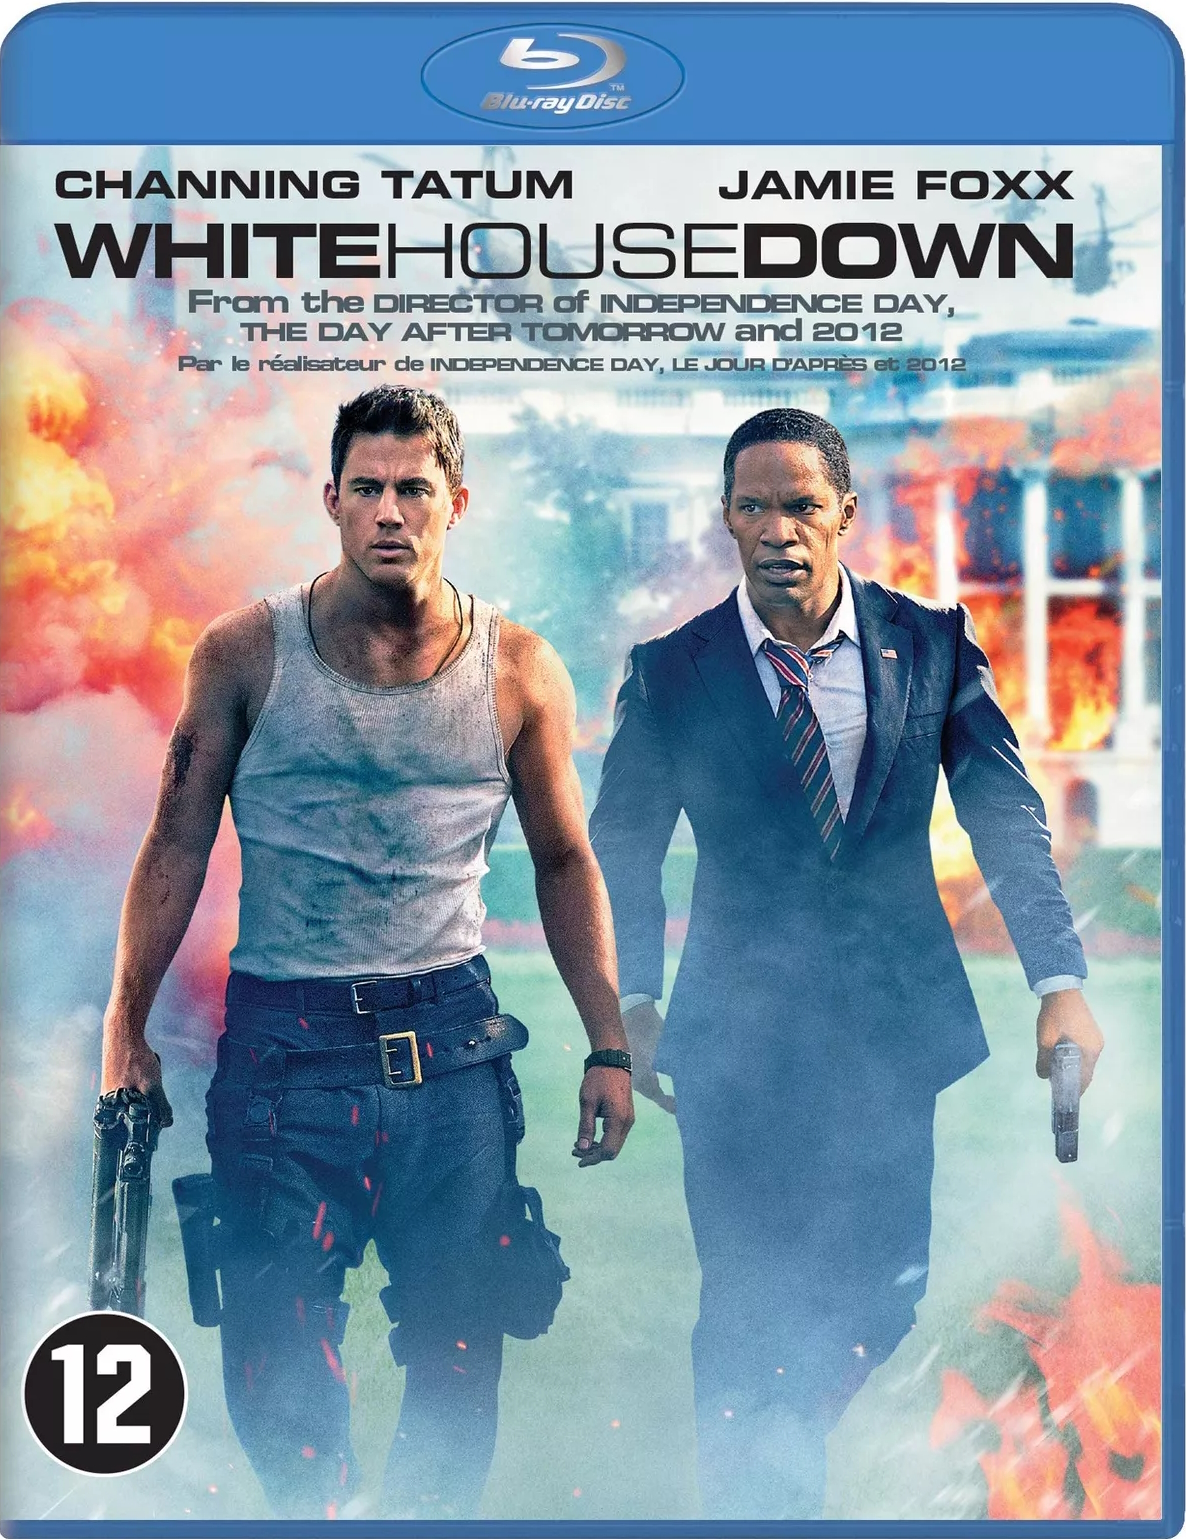 Blu-ray Disc
TM
CHANNING TATUM JAMIE FOXX
WHITEHOUSEDOWN
From the DIRECTOR of INDEPENDENCE DAY,
THE DAY AFTER TOMORROW and 2012
Par le réalisateur de INDEPENDENCE DAY, LE JOUR D'APRÈS et 2012
12